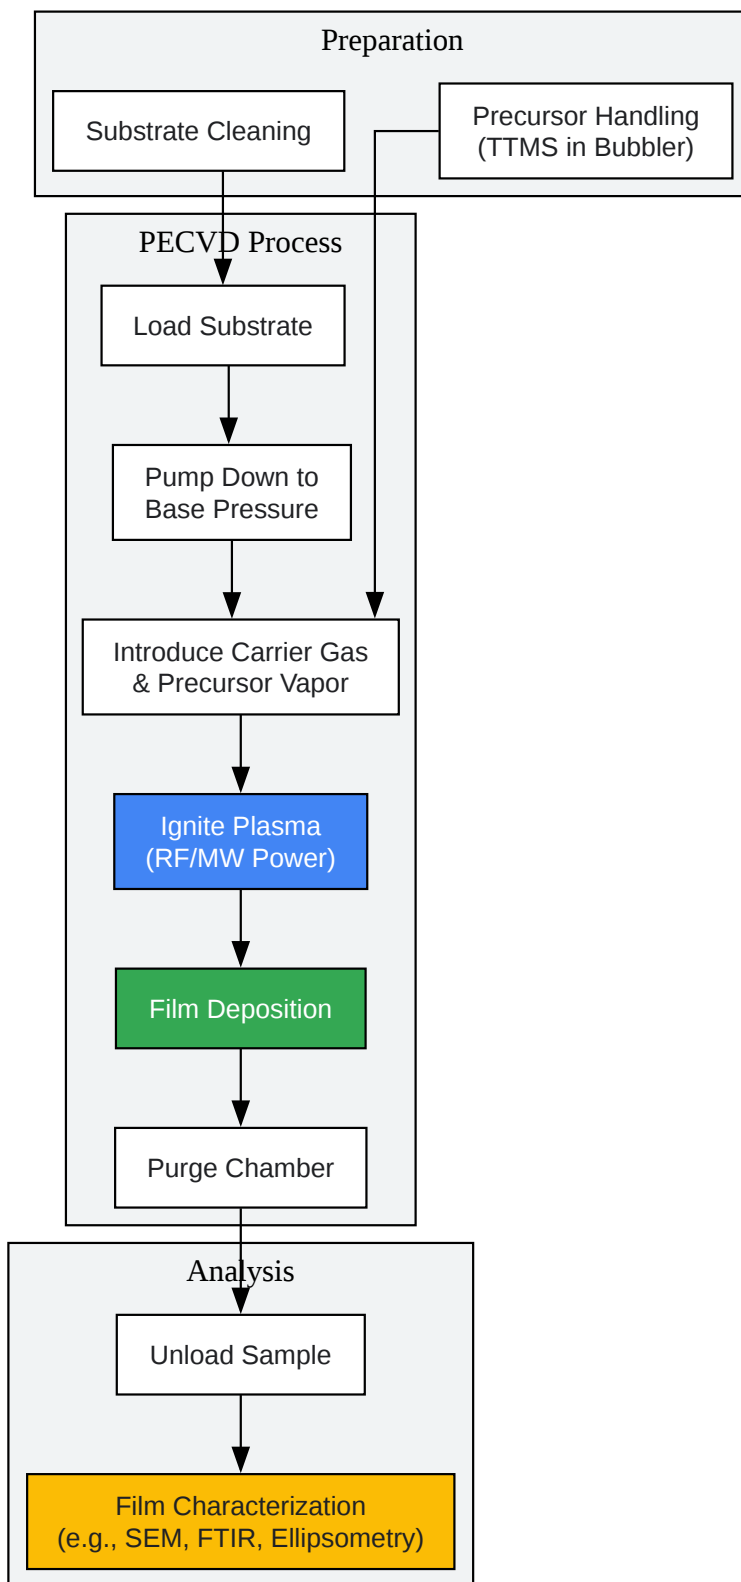 Preparation
Substrate Cleaning
Precursor Handling
(TTMS in Bubbler)
PECVD Process
Load Substrate
Pump Down to
Base Pressure
Introduce Carrier Gas
& Precursor Vapor
Ignite Plasma
(RF/MW Power)
Film Deposition
Purge Chamber
Analysis
Unload Sample
Film Characterization
(e.g., SEM, FTIR, Ellipsometry)